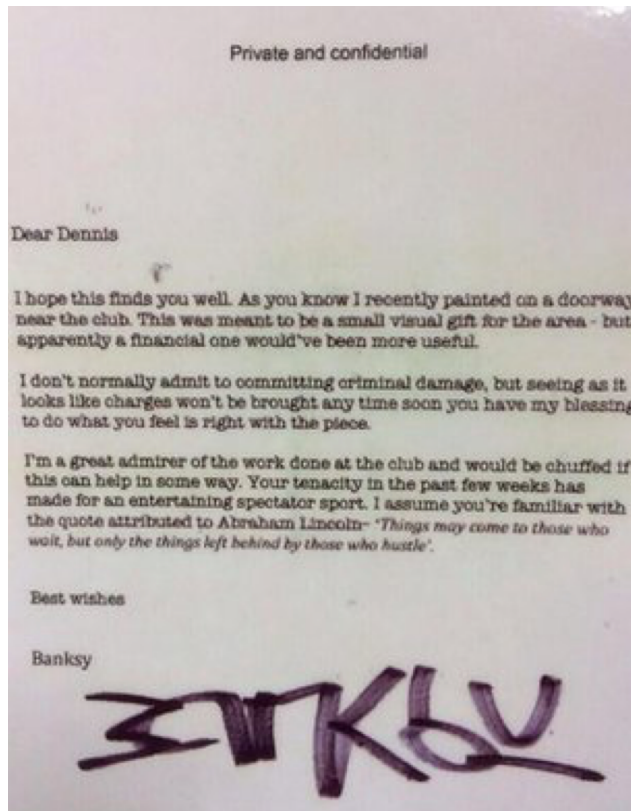 Private and confidential
Dear Dennis
I hope this finds you well. As you know I recently painted on a doorway
near the club. This was meant to be a small visual gift for the area - but
apparently a financial one would've been more useful.
I don't normally admit to committing criminal damage, but seeing as it
looks like charges won't be brought any time soon you have my blessing
to do what you feel is right with the piece.
I'm a great admirer of the work done at the club and would be chuffed if
this can help in some way. Your tenacity in the past few weeks has
made for an entertaining spectator sport. I assume you're familiar with
the quote attributed to Abraham Lincoln- 'Things may come to those who
wait, but only the things left behind by those who hustle'.
Best wishes
Banksy